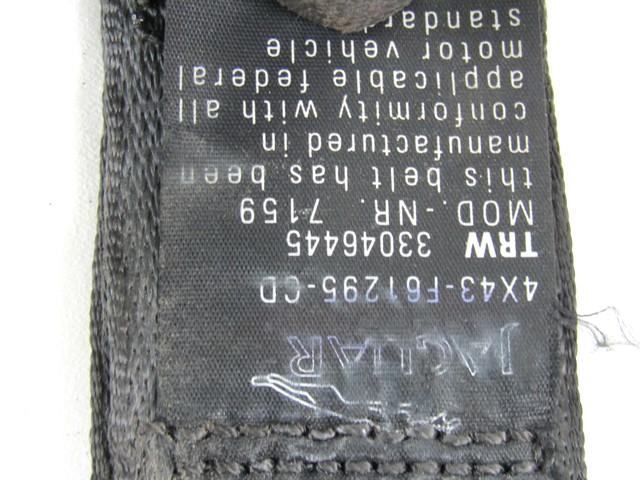 JAGUAR
4X43-F61295-CD
TRW 33046445
MOD.-NR. 7159
this belt has been
manufactured in
conformity with all
applicable federal
motor vehicle